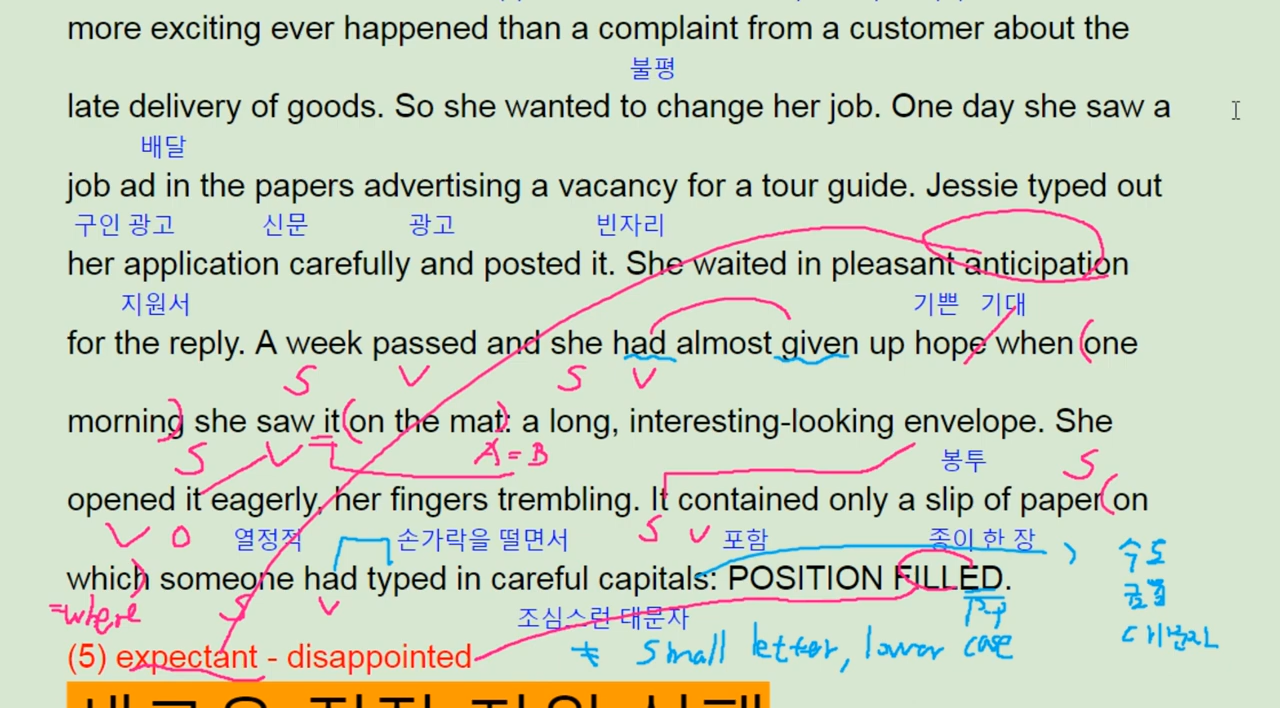 more exciting ever happened than a complaint from a customer about the
불평
late delivery of goods. So she wanted to change her job. One day she saw a
배달
job ad in the papers advertising a vacancy for a tour guide. Jessie typed out
구인 광고 신문 광고 빈자리
her application carefully and posted it. She waited in pleasant anticipation
지원서 기쁜 기대
for the reply. A week passed and she had almost given up hope when (one
S V S V
morning) she saw it (on the mat): a long, interesting-looking envelope. She
S V A = B 봉투 S
opened it eagerly, her fingers trembling. It contained only a slip of paper (on
V O 열정적 손가락을 떨면서 S V 포함 종이 한 장
which) someone had typed in careful capitals: POSITION FILLED.
=where S V 조심스런 대문자 P.P 수도
(5) expectant - disappointed ≠ small letter, lower case 대문자